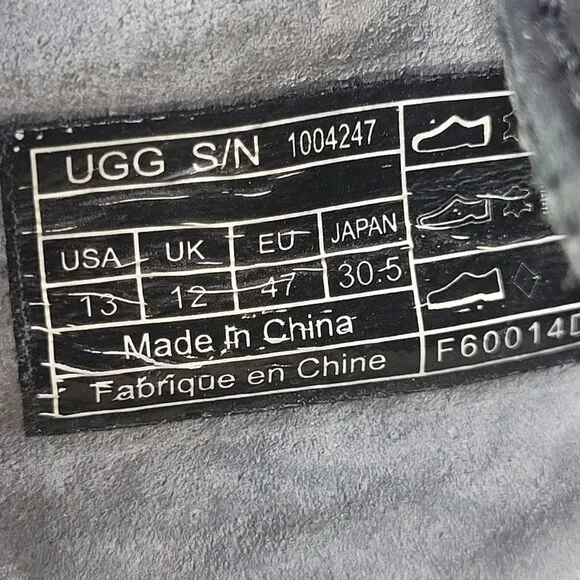 UGG S/N 1004247
USA UK EU JAPAN
13 12 47 30.5
Made in China
Fabrique en Chine
F60014D